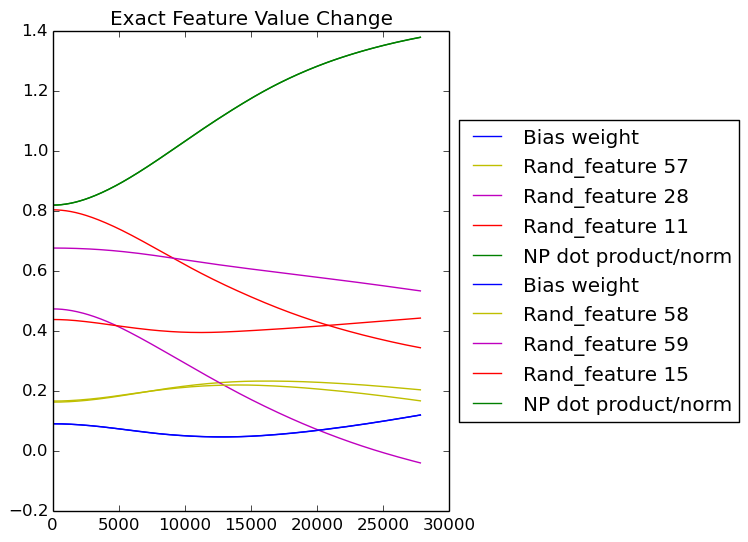 Exact Feature Value Change
1.4
1.2
1.0
0.8
0.6
0.4
0.2
0.0
−0.2
0 5000 10000 15000 20000 25000 30000
Bias weight
Rand_feature 57
Rand_feature 28
Rand_feature 11
NP dot product/norm
Bias weight
Rand_feature 58
Rand_feature 59
Rand_feature 15
NP dot product/norm